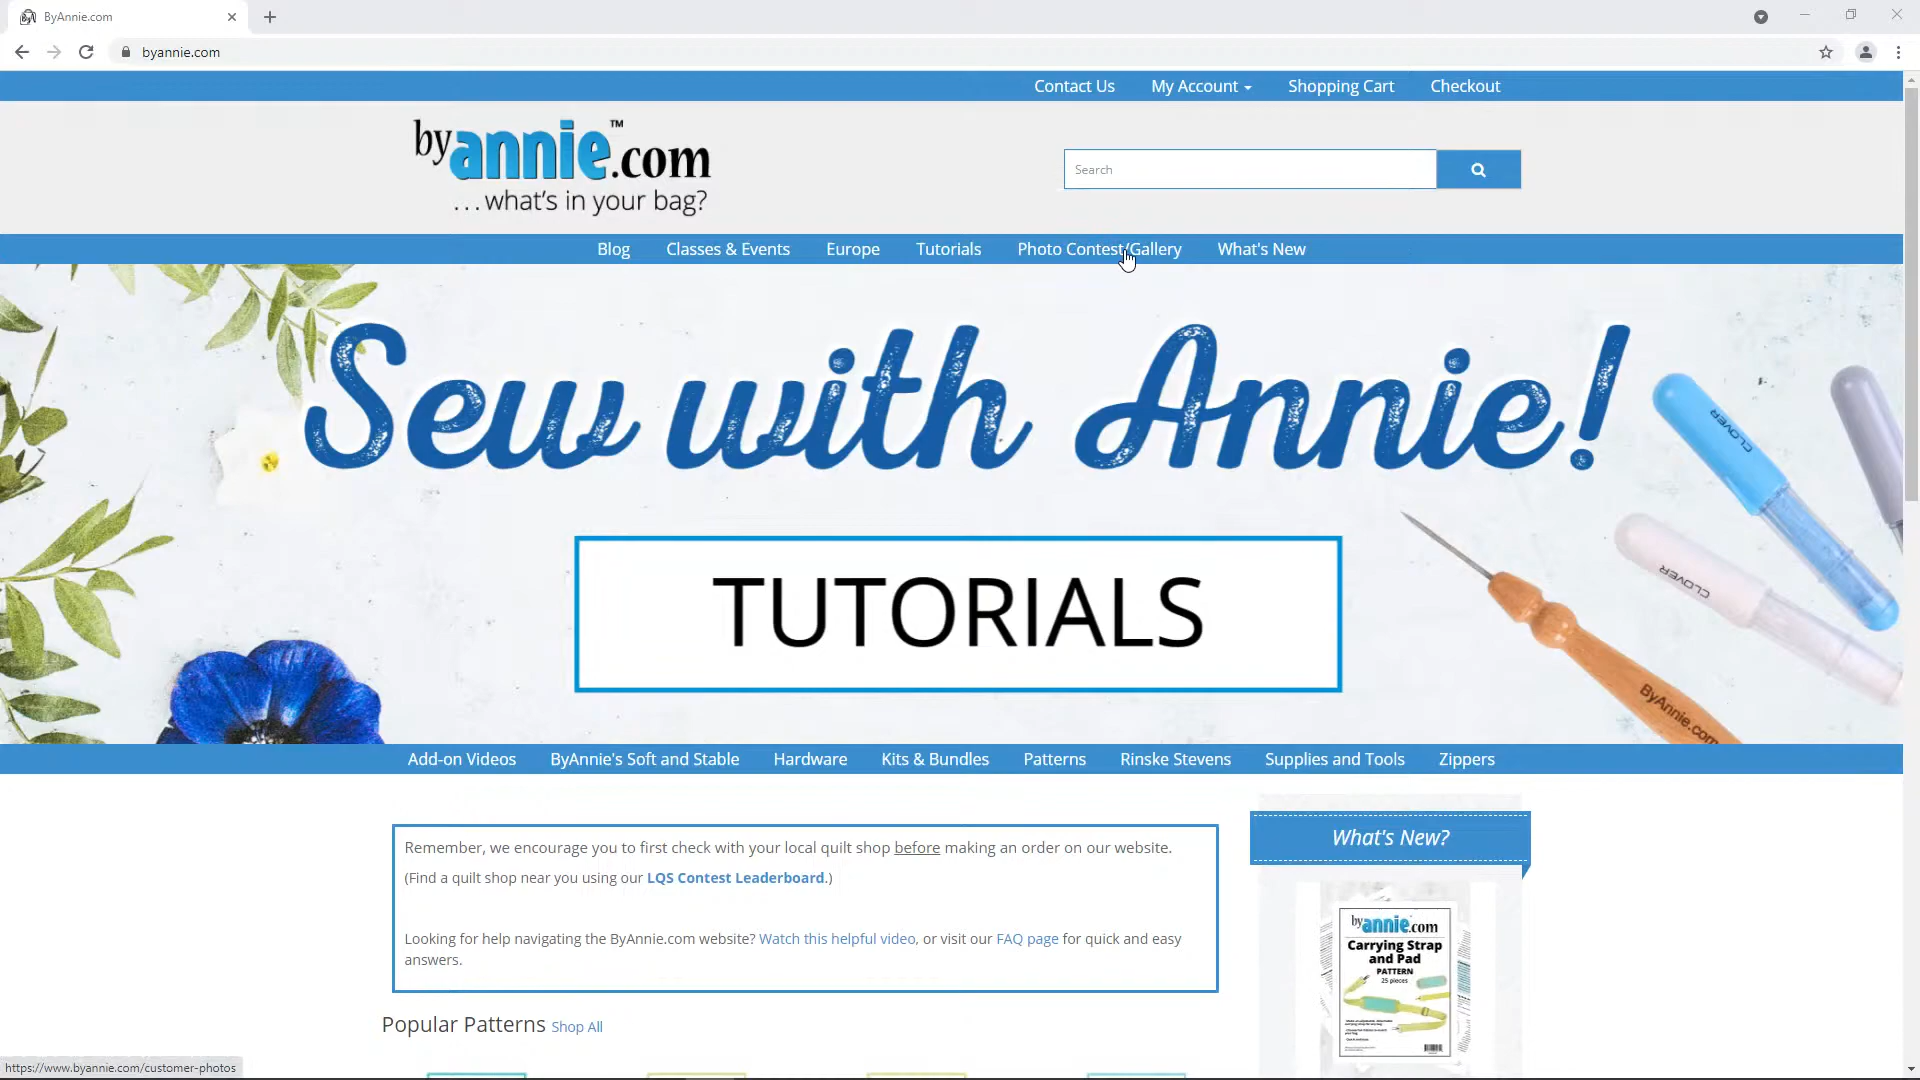 ByAnnie.com
byannie.com
Contact Us My Account Shopping Cart Checkout
byannie.com™
...what's in your bag?
Search
Blog Classes & Events Europe Tutorials Photo Contest/Gallery What's New
Sew with Annie!
CLOVER
CLOVER
ByAnnie.com
TUTORIALS
Add-on Videos ByAnnie's Soft and Stable Hardware Kits & Bundles Patterns Rinske Stevens Supplies and Tools Zippers
Remember, we encourage you to first check with your local quilt shop before making an order on our website.
(Find a quilt shop near you using our LQS Contest Leaderboard.)
Looking for help navigating the ByAnnie.com website? Watch this helpful video, or visit our FAQ page for quick and easy
answers.
What's New?
byannie.com
Carrying Strap
and Pad
PATTERN
25 pieces
Popular Patterns Shop All
https://www.byannie.com/customer-photos